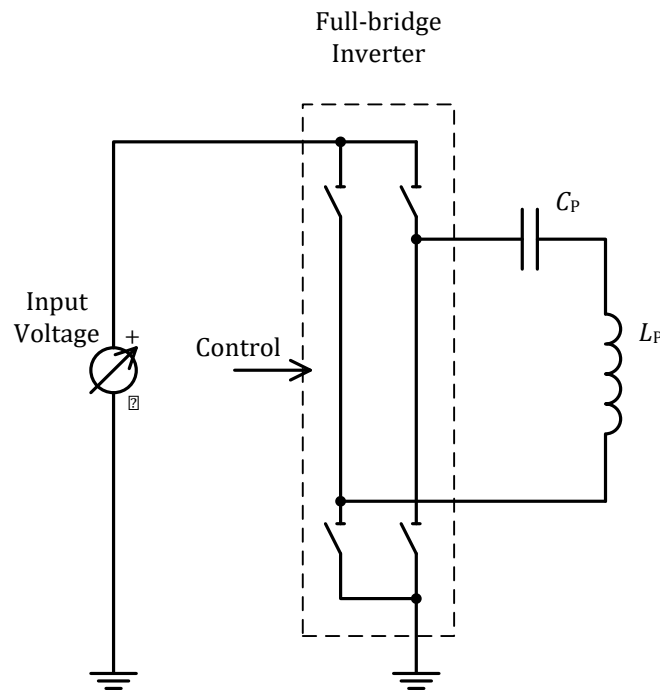 Full-bridge
Inverter
Cₚ
Input
Voltage
+
Control
Lₚ